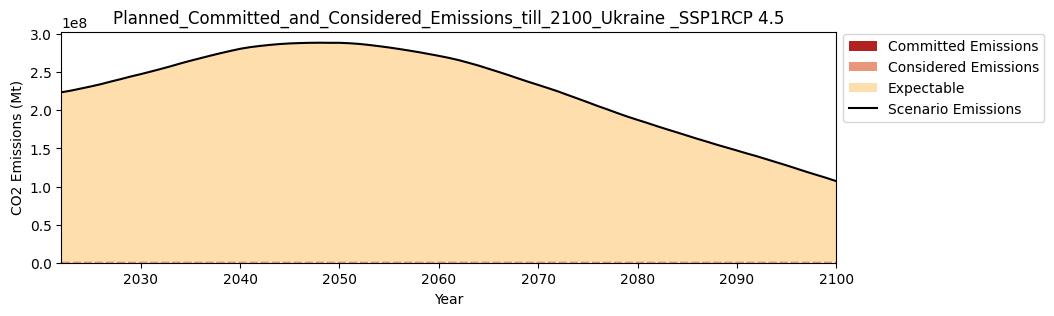 Planned_Committed_and_Considered_Emissions_till_2100_Ukraine _SSP1RCP 4.5
1e8
3.0
2.5
2.0
1.5
1.0
0.5
0.0
CO2 Emissions (Mt)
2030
2040
2050
2060
2070
2080
2090
2100
Year
Committed Emissions
Considered Emissions
Expectable
Scenario Emissions